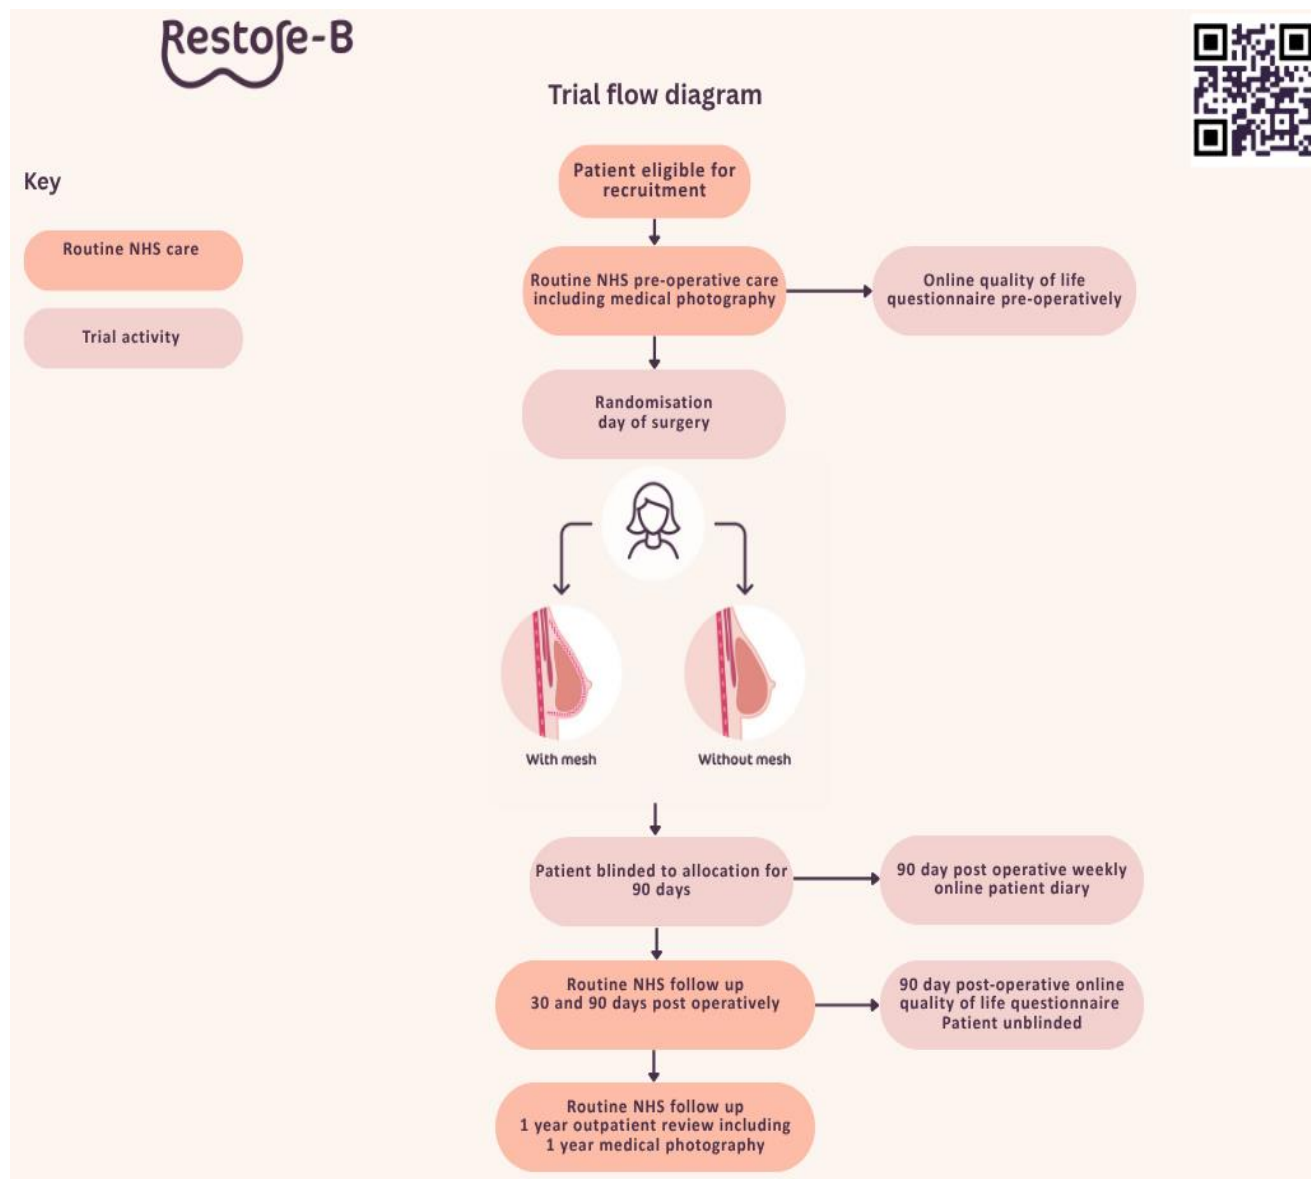 Restore-B
Trial flow diagram
Key
Routine NHS care
Trial activity
Patient eligible for
recruitment
Routine NHS pre-operative care
including medical photography
Online quality of life
questionnaire pre-operatively
Randomisation
day of surgery
With mesh
Without mesh
Patient blinded to allocation for
90 days
90 day post operative weekly
online patient diary
Routine NHS follow up
30 and 90 days post operatively
90 day post-operative online
quality of life questionnaire
Patient unblinded
Routine NHS follow up
1 year outpatient review including
1 year medical photography